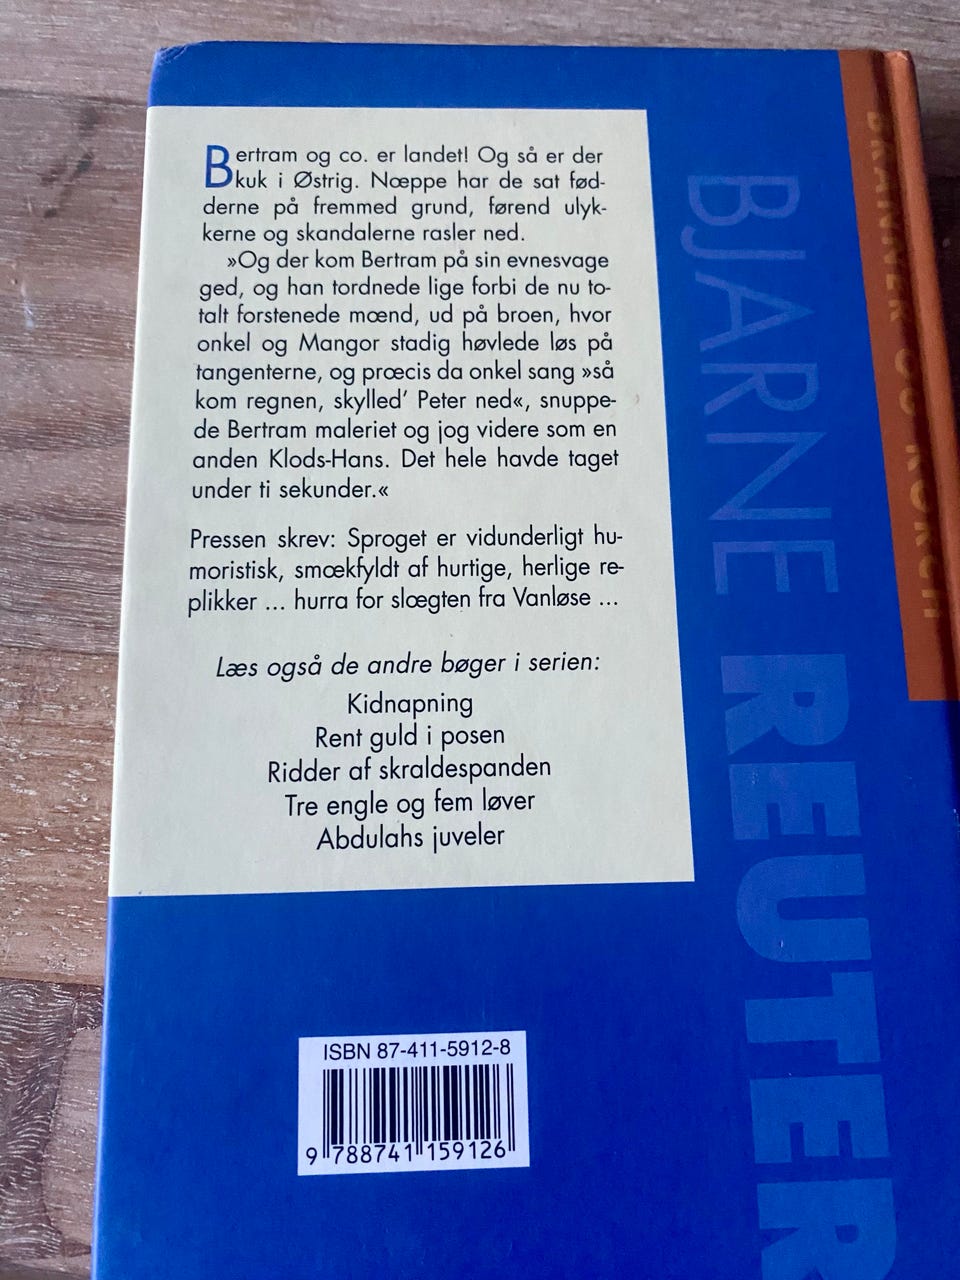 Bertram og co. er landet! Og så er der
kuk i Østrig. Næppe har de sat fød-
derne på fremmed grund, førend ulyk-
kerne og skandalerne rasler ned.
»Og der kom Bertram på sin evnesvage
ged, og han tordnede lige forbi de nu to-
talt forstenede mænd, ud på broen, hvor
onkel og Mangor stadig høvlede løs på
tangenterne, og præcis da onkel sang »så
kom regnen, skylled' Peter ned«, snuppe-
de Bertram maleriet og jog videre som en
anden Klods-Hans. Det hele havde taget
under ti sekunder.«
Pressen skrev: Sproget er vidunderligt hu-
moristisk, smækfyldt af hurtige, herlige re-
plikker ... hurra for slægten fra Vanløse ...
Læs også de andre bøger i serien:
Kidnapning
Rent guld i posen
Ridder af skraldespanden
Tre engle og fem løver
Abdulahs juveler
ISBN 87-411-5912-8
9 788741 159126
BJARNE REUTER
BRANNER OG KORCH